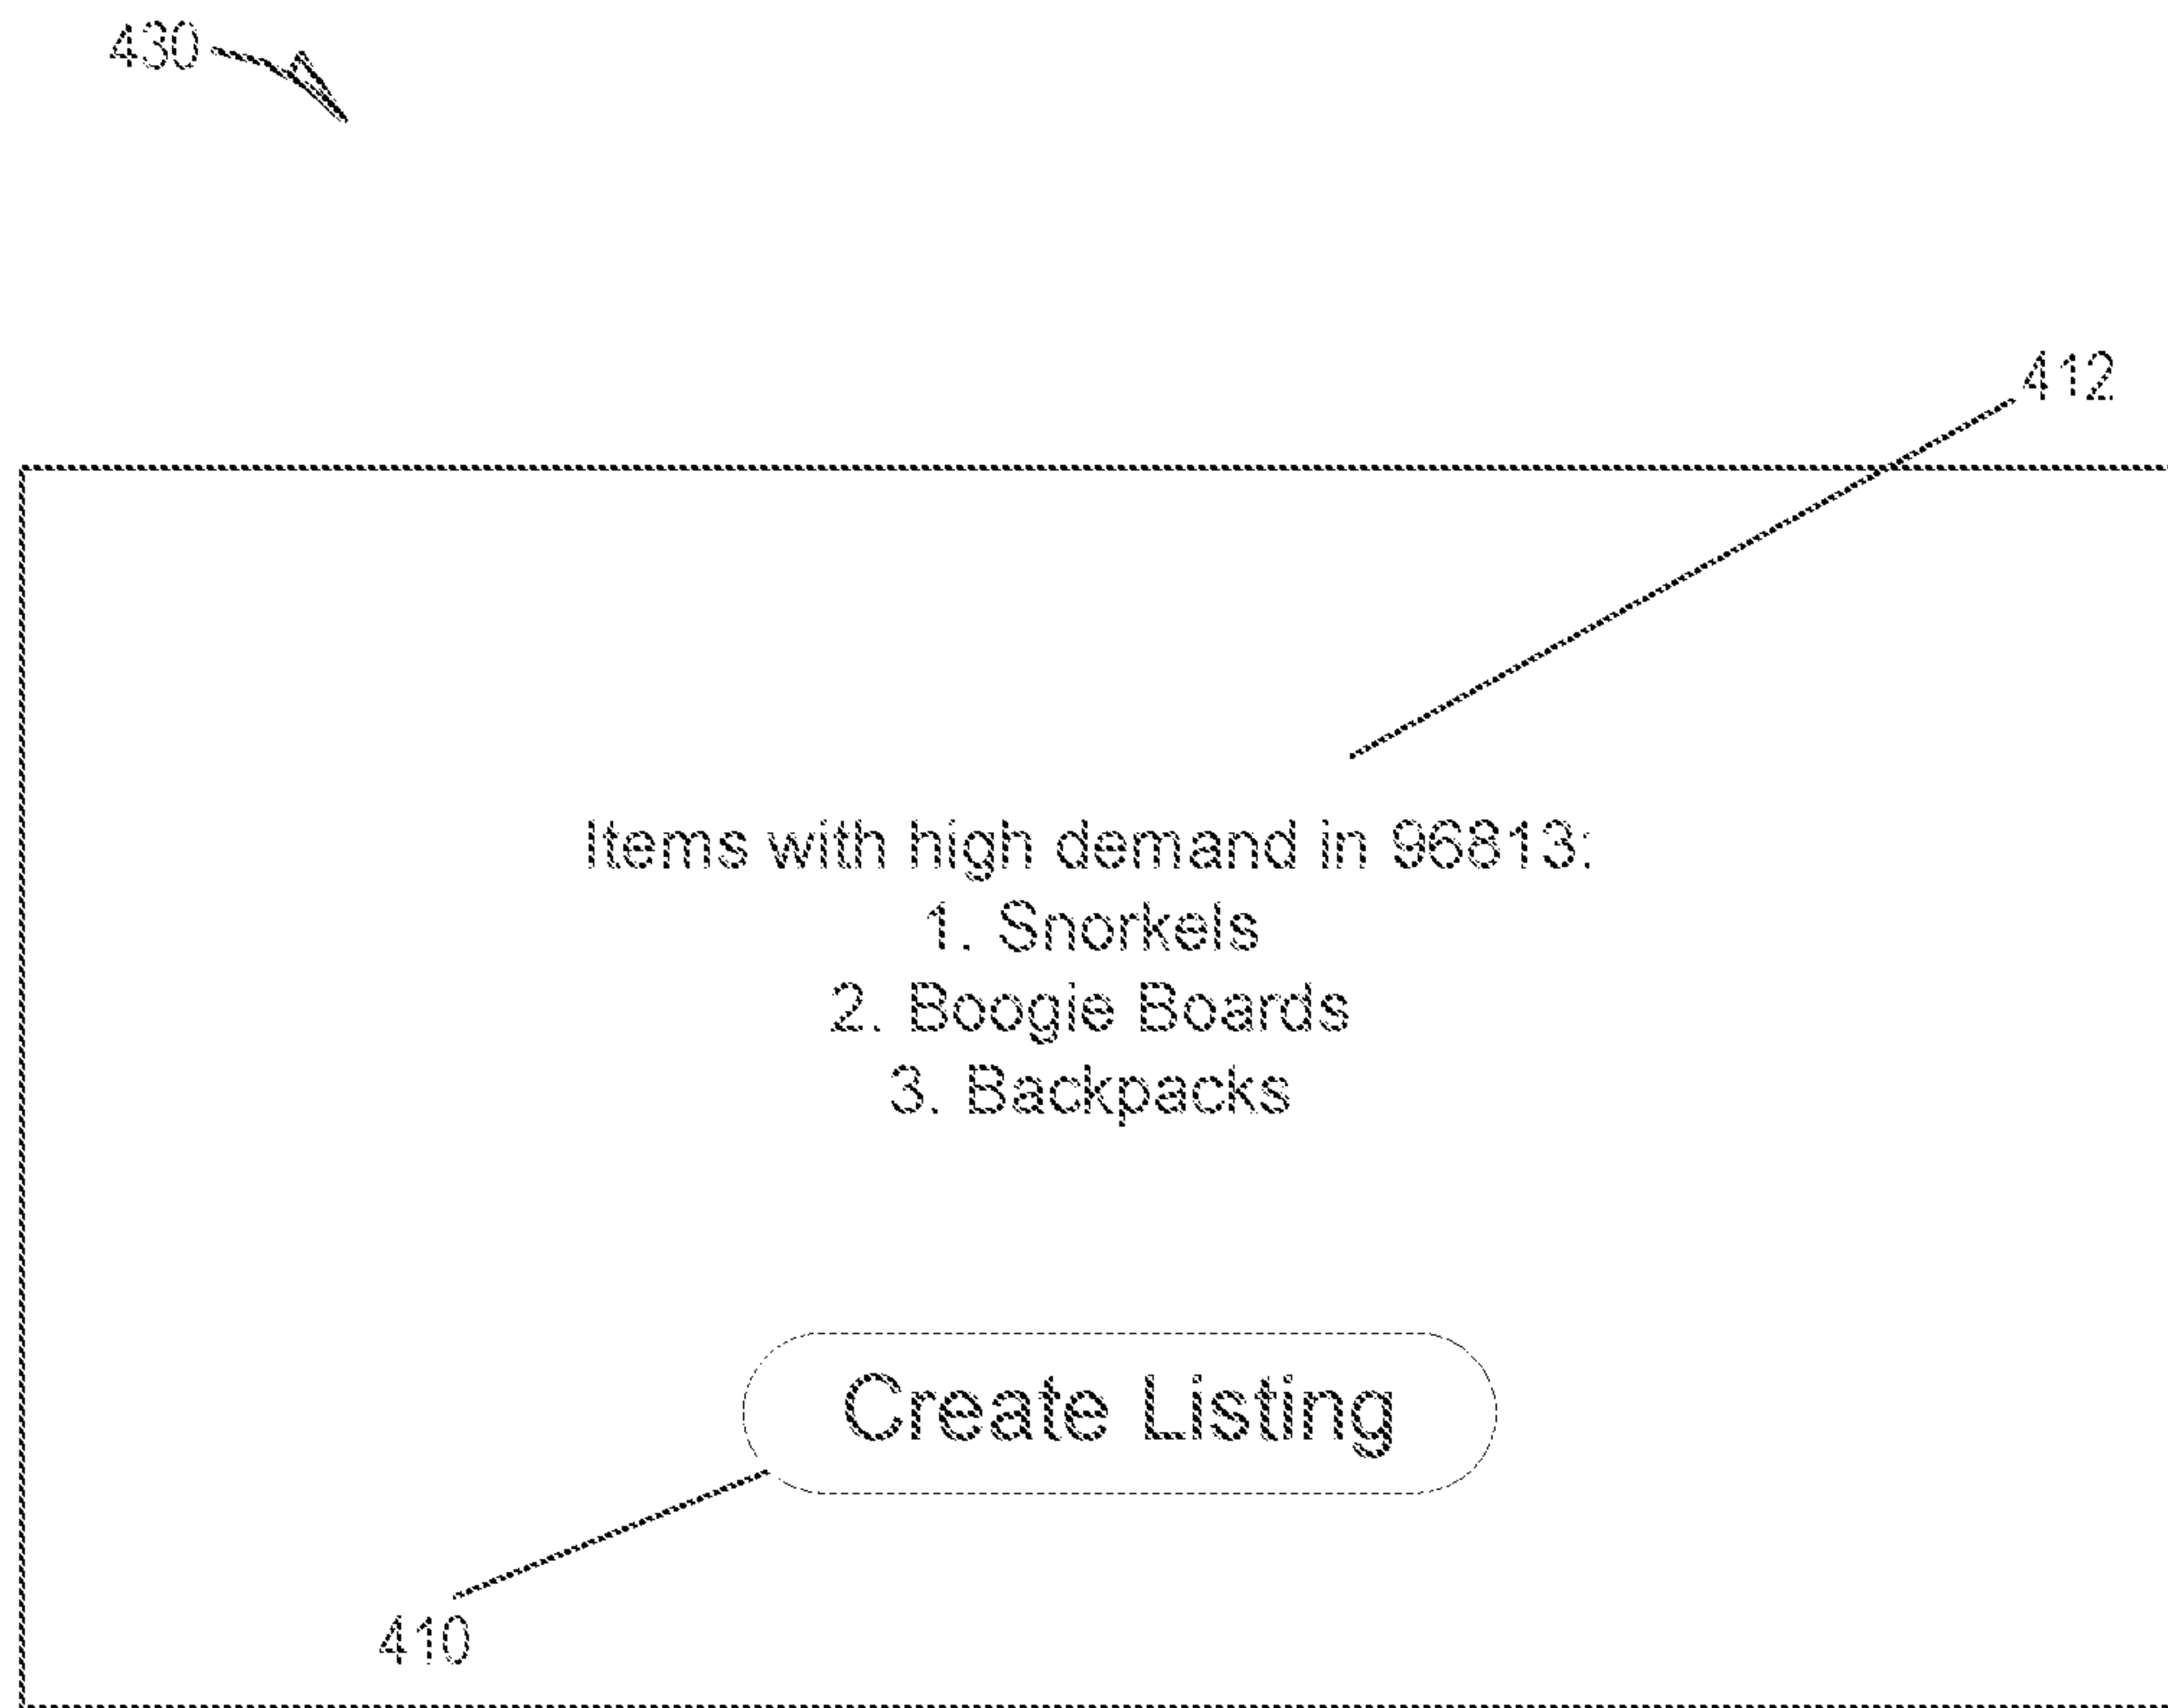 430
412
Items with high demand in 96813:
1. Snorkels
2. Boogie Boards
3. Backpacks
Create Listing
410